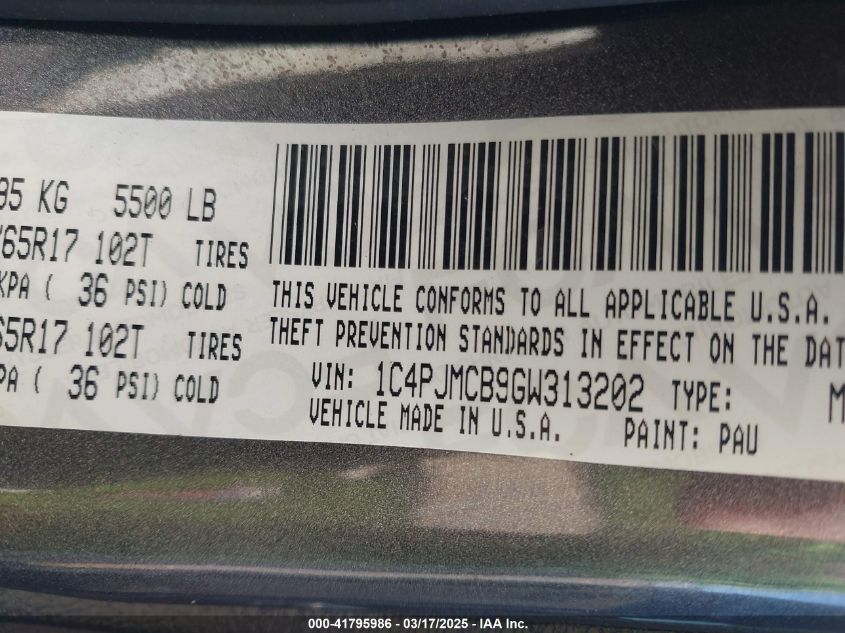 95 KG 5500 LB
65R17 102T TIRES
KPA ( 36 PSI) COLD
65R17 102T TIRES
PA ( 36 PSI) COLD
THIS VEHICLE CONFORMS TO ALL APPLICABLE U.S.A.
THEFT PREVENTION STANDARDS IN EFFECT ON THE DAT
VIN: 1C4PJMCB9GW313202 TYPE: M
VEHICLE MADE IN U.S.A. PAINT: PAU
000-41795986 - 03/17/2025 - IAA Inc.